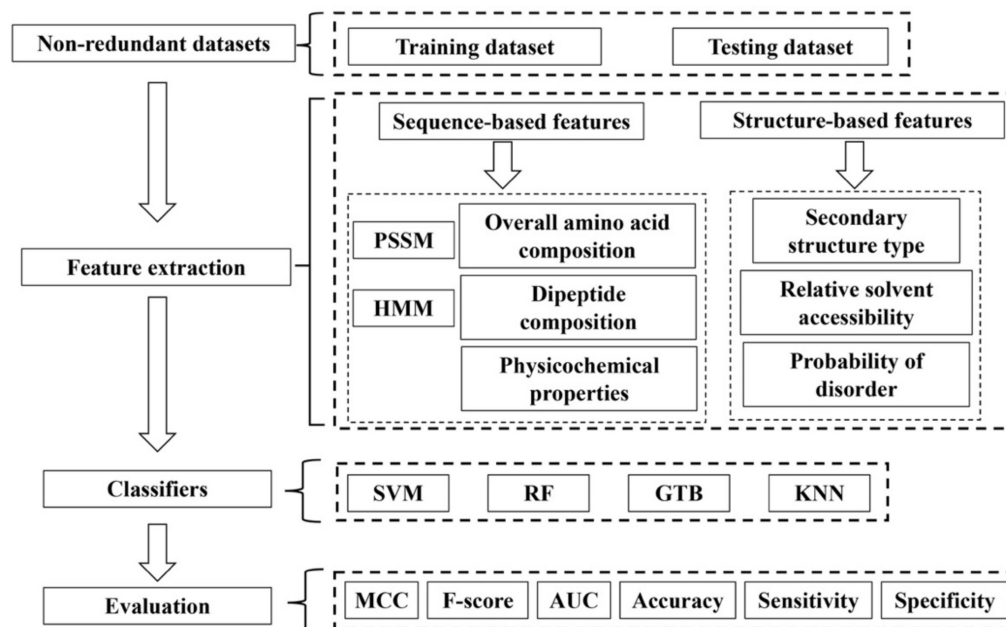 Non-redundant datasets
Training dataset
Testing dataset
Sequence-based features
Structure-based features
Feature extraction
PSSM
HMM
Overall amino acid
composition
Dipeptide
composition
Physicochemical
properties
Secondary
structure type
Relative solvent
accessibility
Probability of
disorder
Classifiers
SVM
RF
GTB
KNN
Evaluation
MCC
F-score
AUC
Accuracy
Sensitivity
Specificity